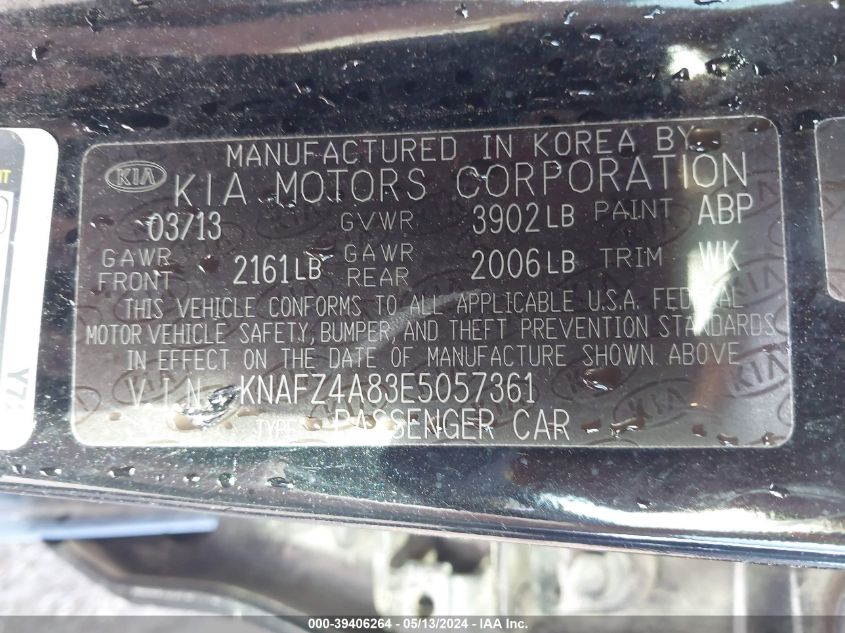 MANUFACTURED IN KOREA BY
KIA KIA MOTORS CORPORATION
03/13 GVWR 3902LB PAINT ABP
GAWR FRONT 2161LB GAWR REAR 2006LB TRIM WK
THIS VEHICLE CONFORMS TO ALL APPLICABLE U.S.A. FEDERAL
MOTOR VEHICLE SAFETY, BUMPER, AND THEFT PREVENTION STANDARDS
IN EFFECT ON THE DATE OF MANUFACTURE SHOWN ABOVE
V.I.N. KNAFZ4A83E5057361
TYPE: PASSENGER CAR
000-39406264 - 05/13/2024 - IAA Inc.